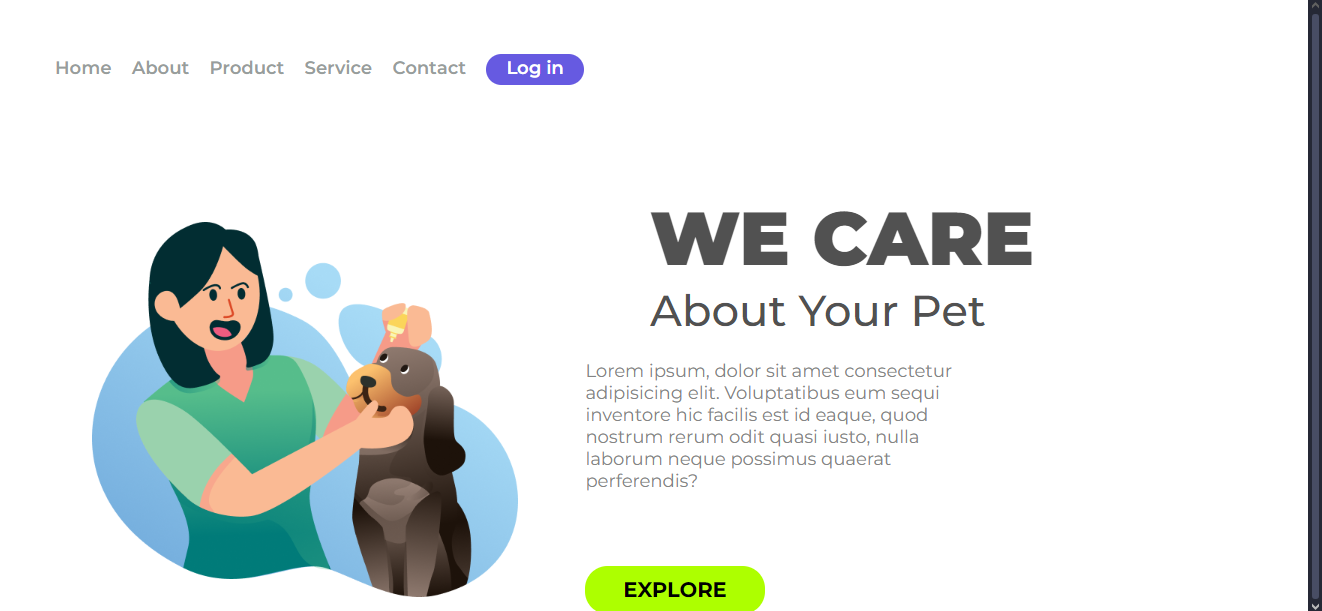 Home About Product Service Contact Log in
WE CARE
About Your Pet
Lorem ipsum, dolor sit amet consectetur
adipisicing elit. Voluptatibus eum sequi
inventore hic facilis est id eaque, quod
nostrum rerum odit quasi iusto, nulla
laborum neque possimus quaerat
perferendis?
EXPLORE